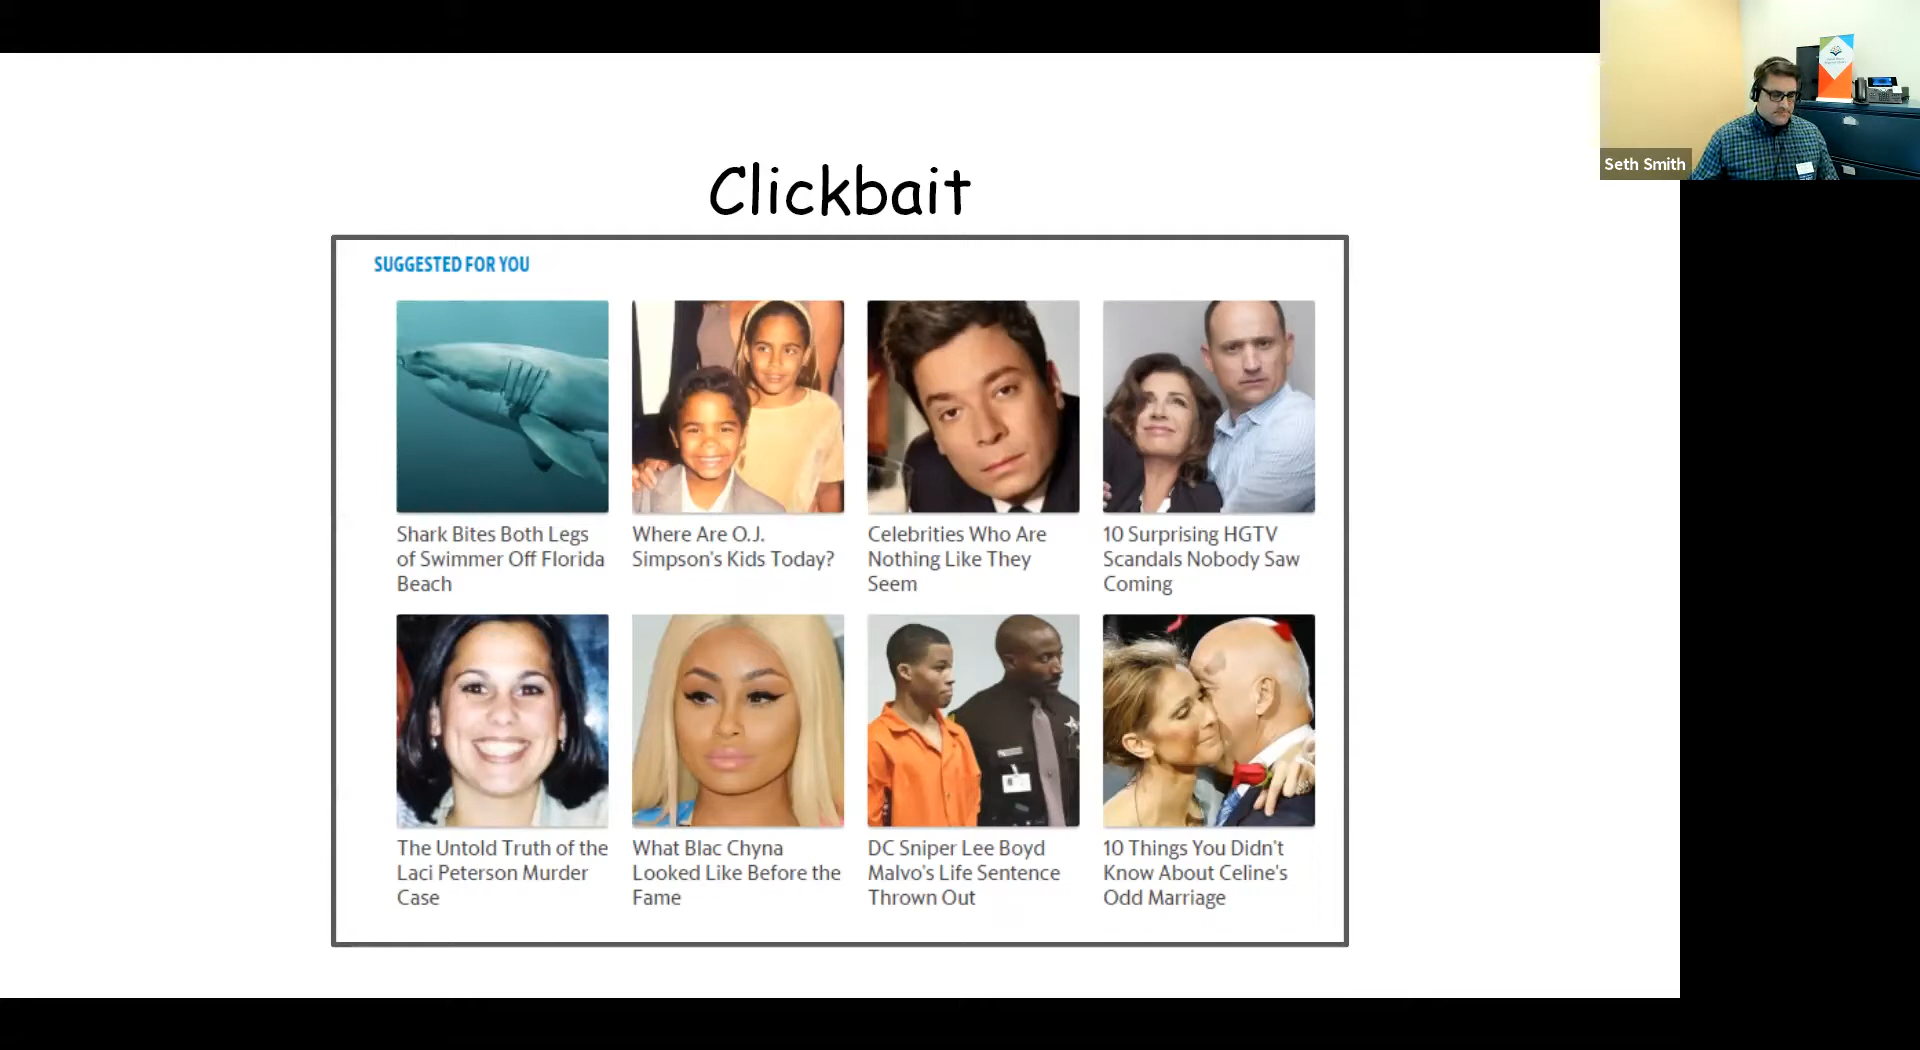 Seth Smith
Clickbait
SUGGESTED FOR YOU
Shark Bites Both Legs
of Swimmer Off Florida
Beach
Where Are O.J.
Simpson's Kids Today?
Celebrities Who Are
Nothing Like They
Seem
10 Surprising HGTV
Scandals Nobody Saw
Coming
The Untold Truth of the
Laci Peterson Murder
Case
What Blac Chyna
Looked Like Before the
Fame
DC Sniper Lee Boyd
Malvo's Life Sentence
Thrown Out
10 Things You Didn't
Know About Celine's
Odd Marriage